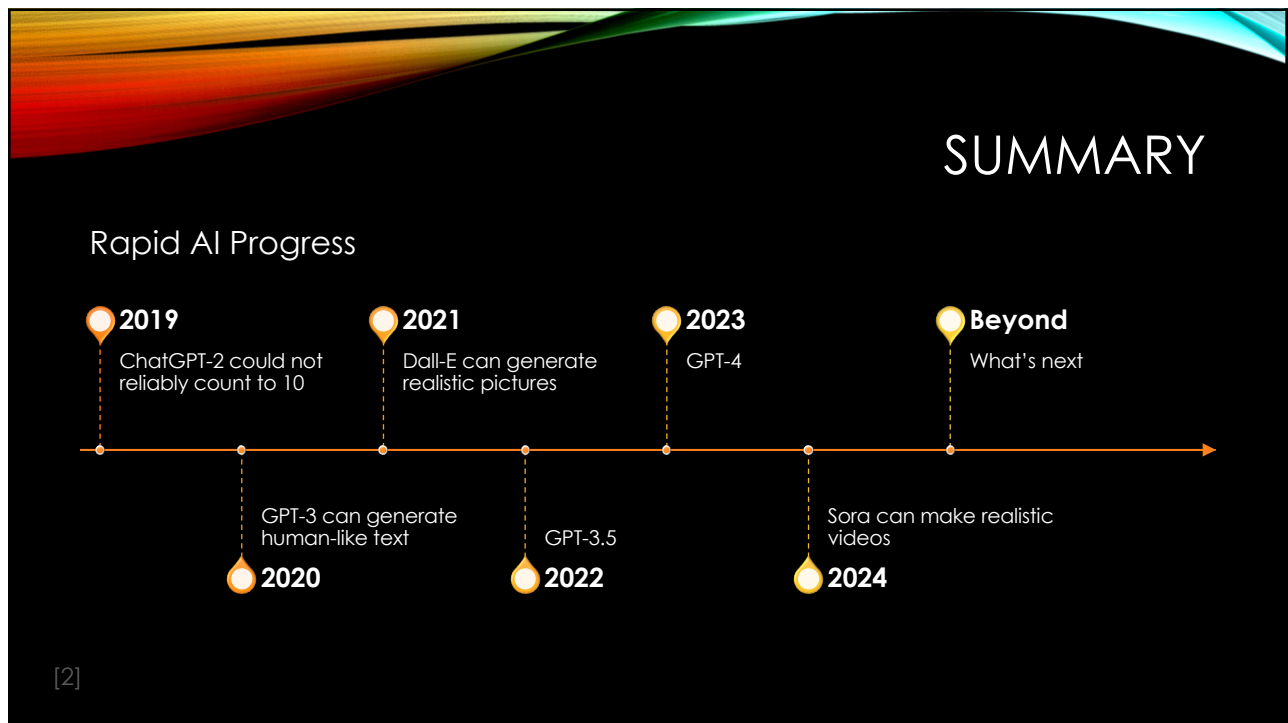 SUMMARY
Rapid AI Progress
2019
ChatGPT-2 could not
reliably count to 10
2021
Dall-E can generate
realistic pictures
2023
GPT-4
Beyond
What's next
GPT-3 can generate
human-like text
2020
GPT-3.5
2022
Sora can make realistic
videos
2024
[2]